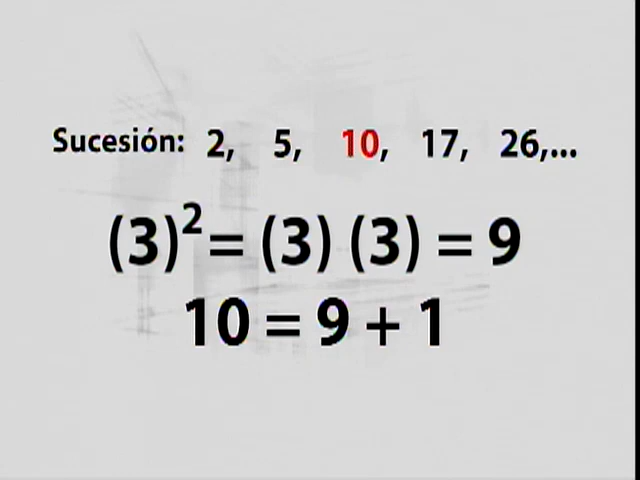 Sucesión: 2, 5, 10, 17, 26,...
(3)² = (3) (3) = 9
10 = 9 + 1